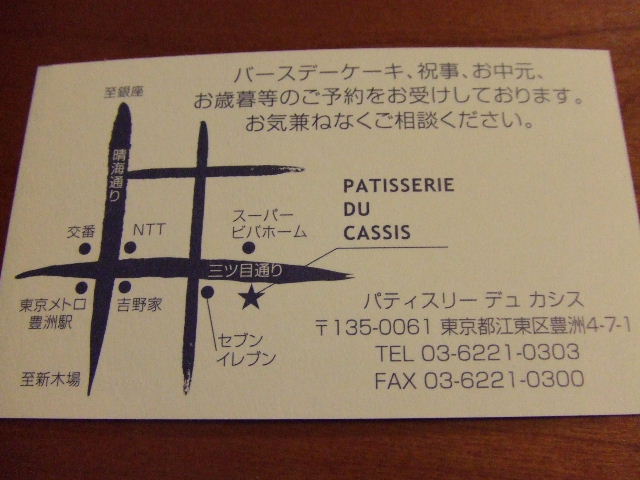 バースデーケーキ、祝事、お中元、
お歳暮等のご予約をお受けしております。
お気兼ねなくご相談ください。
至銀座
晴海通り
PATISSERIE
DU
CASSIS
交番
NTT
スーパー
ビバホーム
三ツ目通り
東京メトロ
豊洲駅
吉野家
セブン
イレブン
至新木場
パティスリー デュ カシス
〒135-0061 東京都江東区豊洲4-7-1
TEL 03-6221-0303
FAX 03-6221-0300